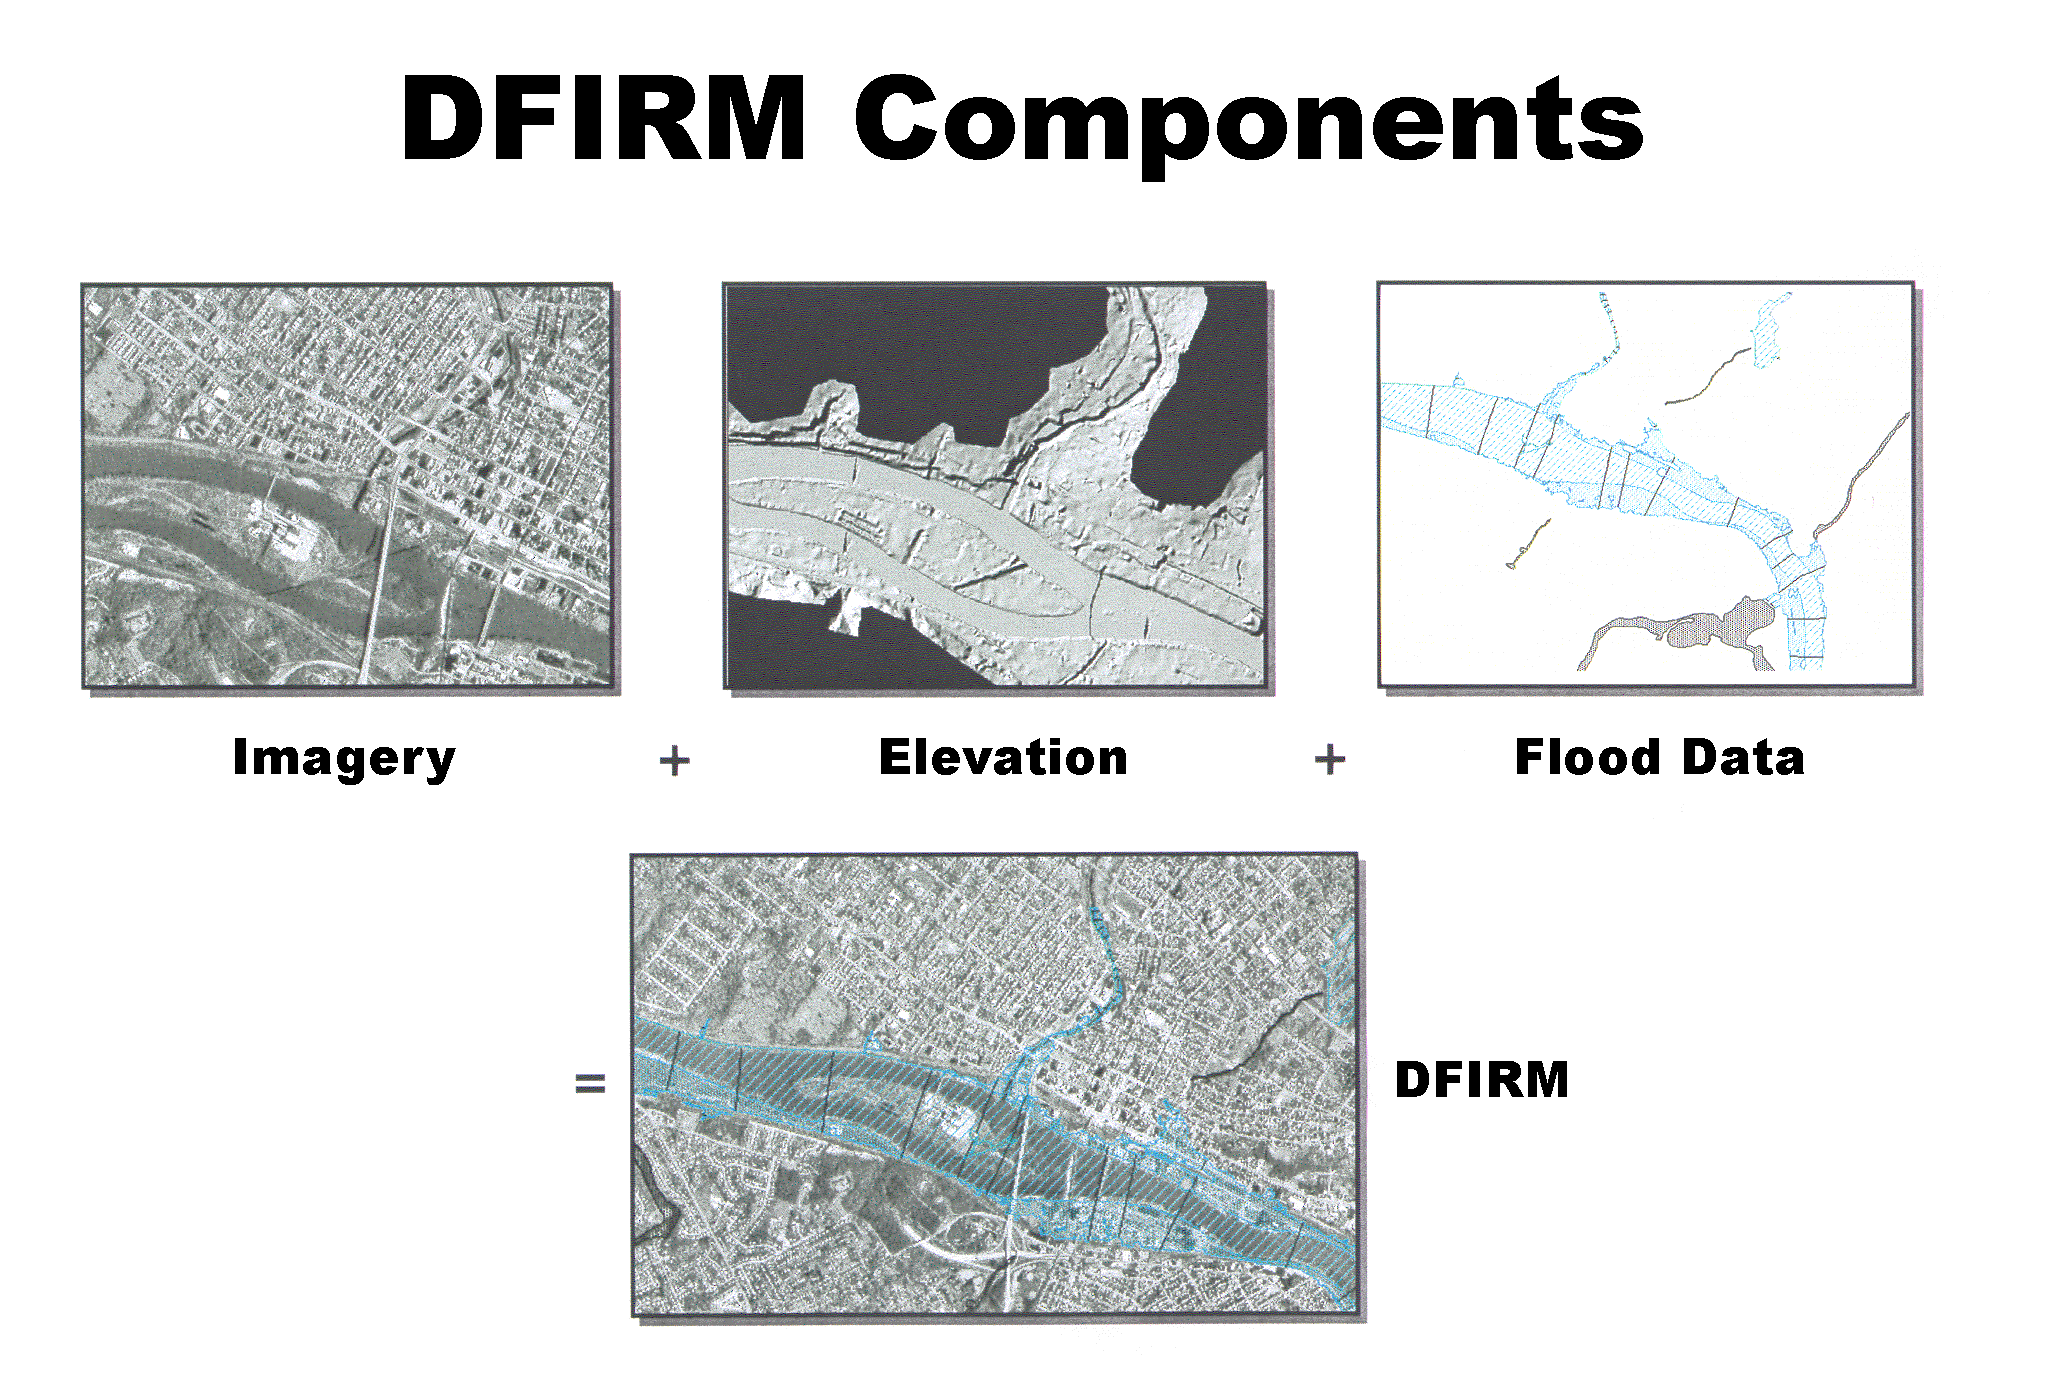 DFIRM Components
Imagery + Elevation + Flood Data
= DFIRM